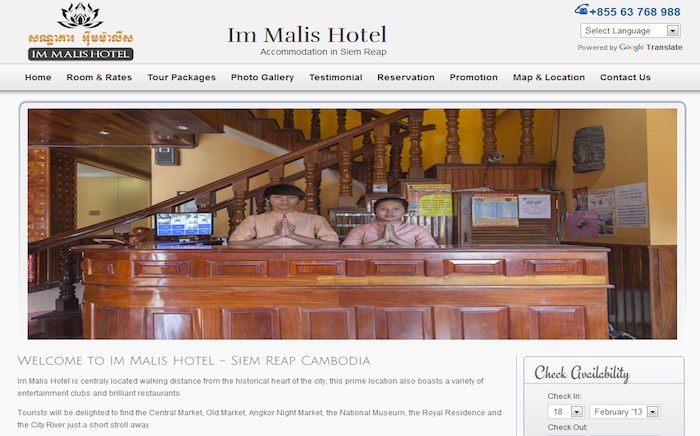 សណ្ឋាគារ អ៊ីមម៉ាលីស
IM MALIS HOTEL
Im Malis Hotel
Accommodation in Siem Reap
+855 63 768 988
Select Language
Powered by Google Translate
Home Room & Rates Tour Packages Photo Gallery Testimonial Reservation Promotion Map & Location Contact Us
WELCOME TO IM MALIS HOTEL - SIEM REAP CAMBODIA
Im Malis Hotel is centraly located walking distance from the historical heart of the city, this prime location also boasts a variety of
entertainment clubs and brilliant restaurants.
Tourists will be delighted to find the Central Market, Old Market, Angkor Night Market, the National Museum, the Royal Residence and
the City River just a short stroll away.
Check Availability
Check In:
18 February '13
Check Out: